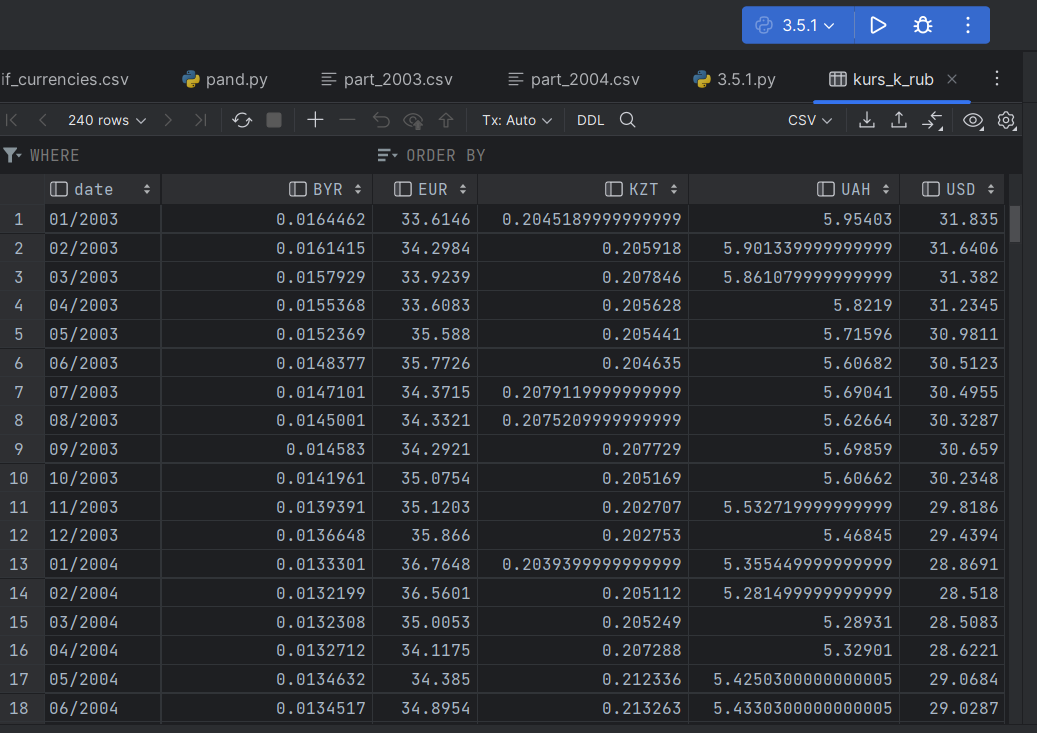 3.5.1
if_currencies.csv pand.py part_2003.csv part_2004.csv 3.5.1.py kurs_k_rub
240 rows Tx: Auto DDL CSV
WHERE ORDER BY
date BYR EUR KZT UAH USD
1 01/2003 0.0164462 33.6146 0.2045189999999999 5.95403 31.835
2 02/2003 0.0161415 34.2984 0.205918 5.901339999999999 31.6406
3 03/2003 0.0157929 33.9239 0.207846 5.861079999999999 31.382
4 04/2003 0.0155368 33.6083 0.205628 5.8219 31.2345
5 05/2003 0.0152369 35.588 0.205441 5.71596 30.9811
6 06/2003 0.0148377 35.7726 0.204635 5.60682 30.5123
7 07/2003 0.0147101 34.3715 0.2079119999999999 5.69041 30.4955
8 08/2003 0.0145001 34.3321 0.2075209999999999 5.62664 30.3287
9 09/2003 0.014583 34.2921 0.207729 5.69859 30.659
10 10/2003 0.0141961 35.0754 0.205169 5.60662 30.2348
11 11/2003 0.0139391 35.1203 0.202707 5.532719999999999 29.8186
12 12/2003 0.0136648 35.866 0.202753 5.46845 29.4394
13 01/2004 0.0133301 36.7648 0.2039399999999999 5.355449999999999 28.8691
14 02/2004 0.0132199 36.5601 0.205112 5.281499999999999 28.518
15 03/2004 0.0132308 35.0053 0.205249 5.28931 28.5083
16 04/2004 0.0132712 34.1175 0.207288 5.32901 28.6221
17 05/2004 0.0134632 34.385 0.212336 5.4250300000000005 29.0684
18 06/2004 0.0134517 34.8954 0.213263 5.4330300000000005 29.0287